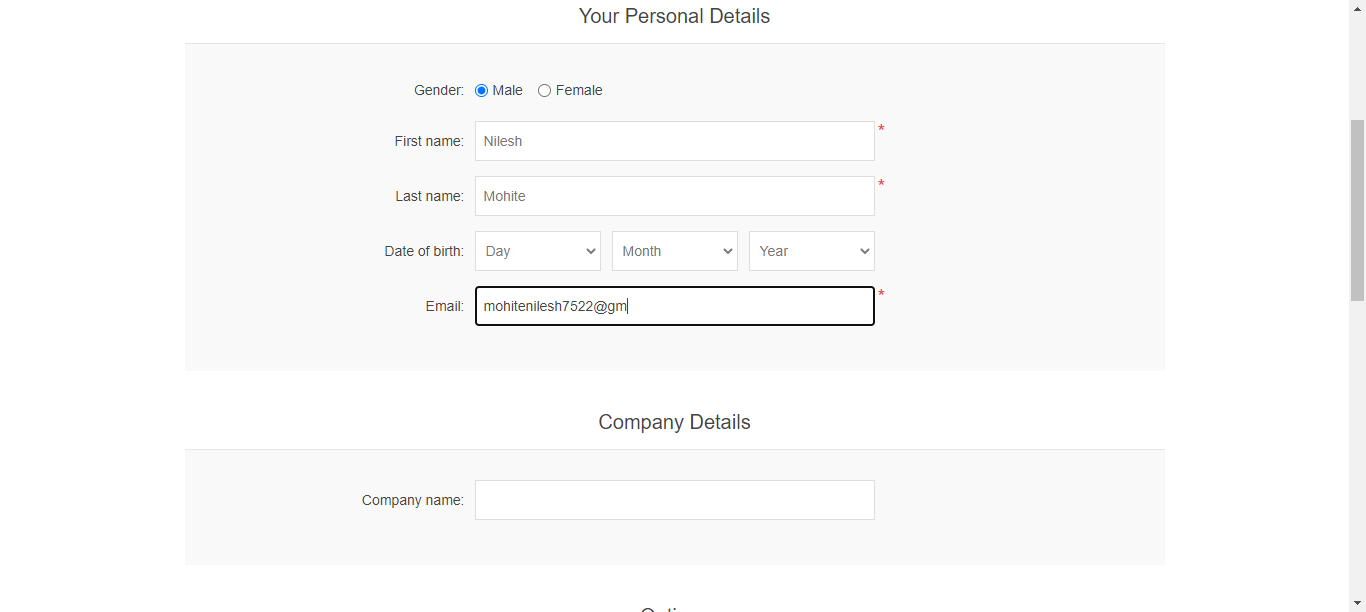 Your Personal Details
Gender: Male Female
First name: Nilesh *
Last name: Mohite *
Date of birth: Day Month Year
Email: mohitenilesh7522@gm *
Company Details
Company name: